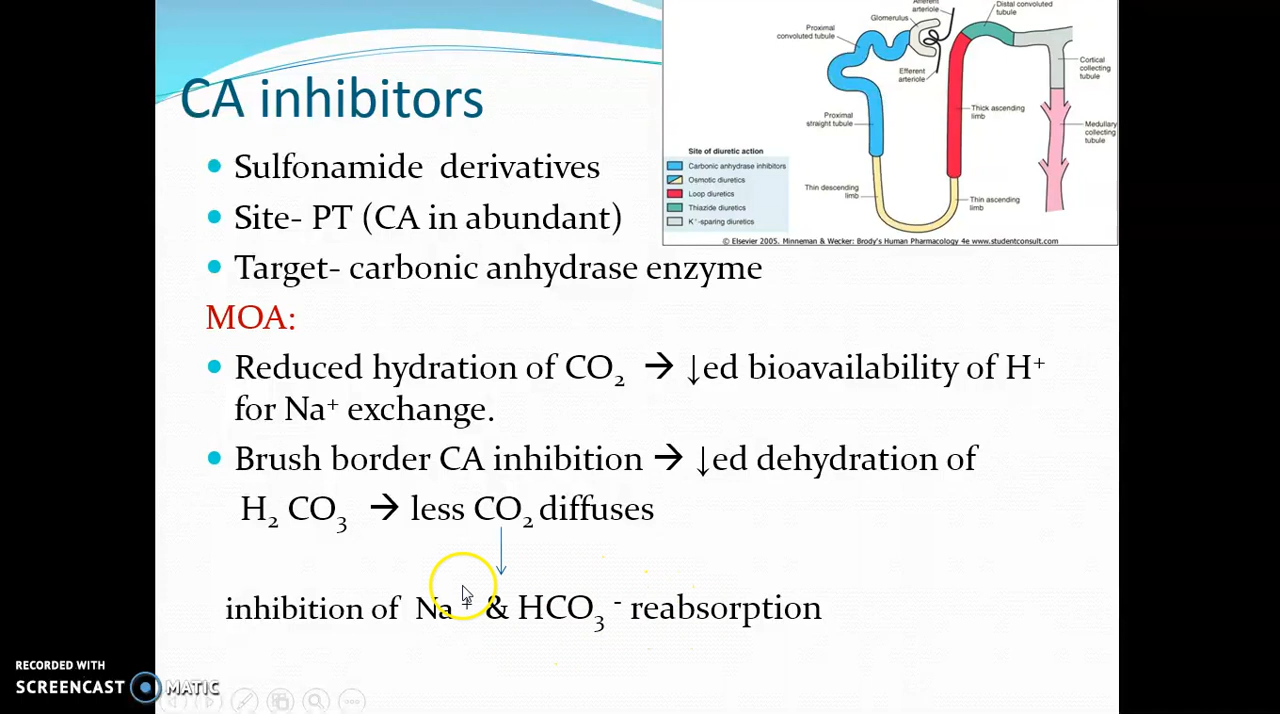 CA inhibitors
Sulfonamide derivatives
Site- PT (CA in abundant)
Target- carbonic anhydrase enzyme
MOA:
Reduced hydration of CO₂ → ↓ed bioavailability of H⁺
for Na⁺ exchange.
Brush border CA inhibition → ↓ed dehydration of
H₂ CO₃ → less CO₂ diffuses
inhibition of Na ⁺ & HCO₃ ⁻ reabsorption
Afferent
arteriole
Glomerulus
Proximal
convoluted tubule
Efferent
arteriole
Distal convoluted
tubule
Cortical
collecting
tubule
Proximal
straight tubule
Thick ascending
limb
Medullary
collecting
tubule
Thin descending
limb
Thin ascending
limb
Site of diuretic action
Carbonic anhydrase inhibitors
Osmotic diuretics
Loop diuretics
Thiazide diuretics
K⁺-sparing diuretics
© Elsevier 2005. Minneman & Wecker: Brody's Human Pharmacology 4e www.studentconsult.com
RECORDED WITH
SCREENCAST MATIC